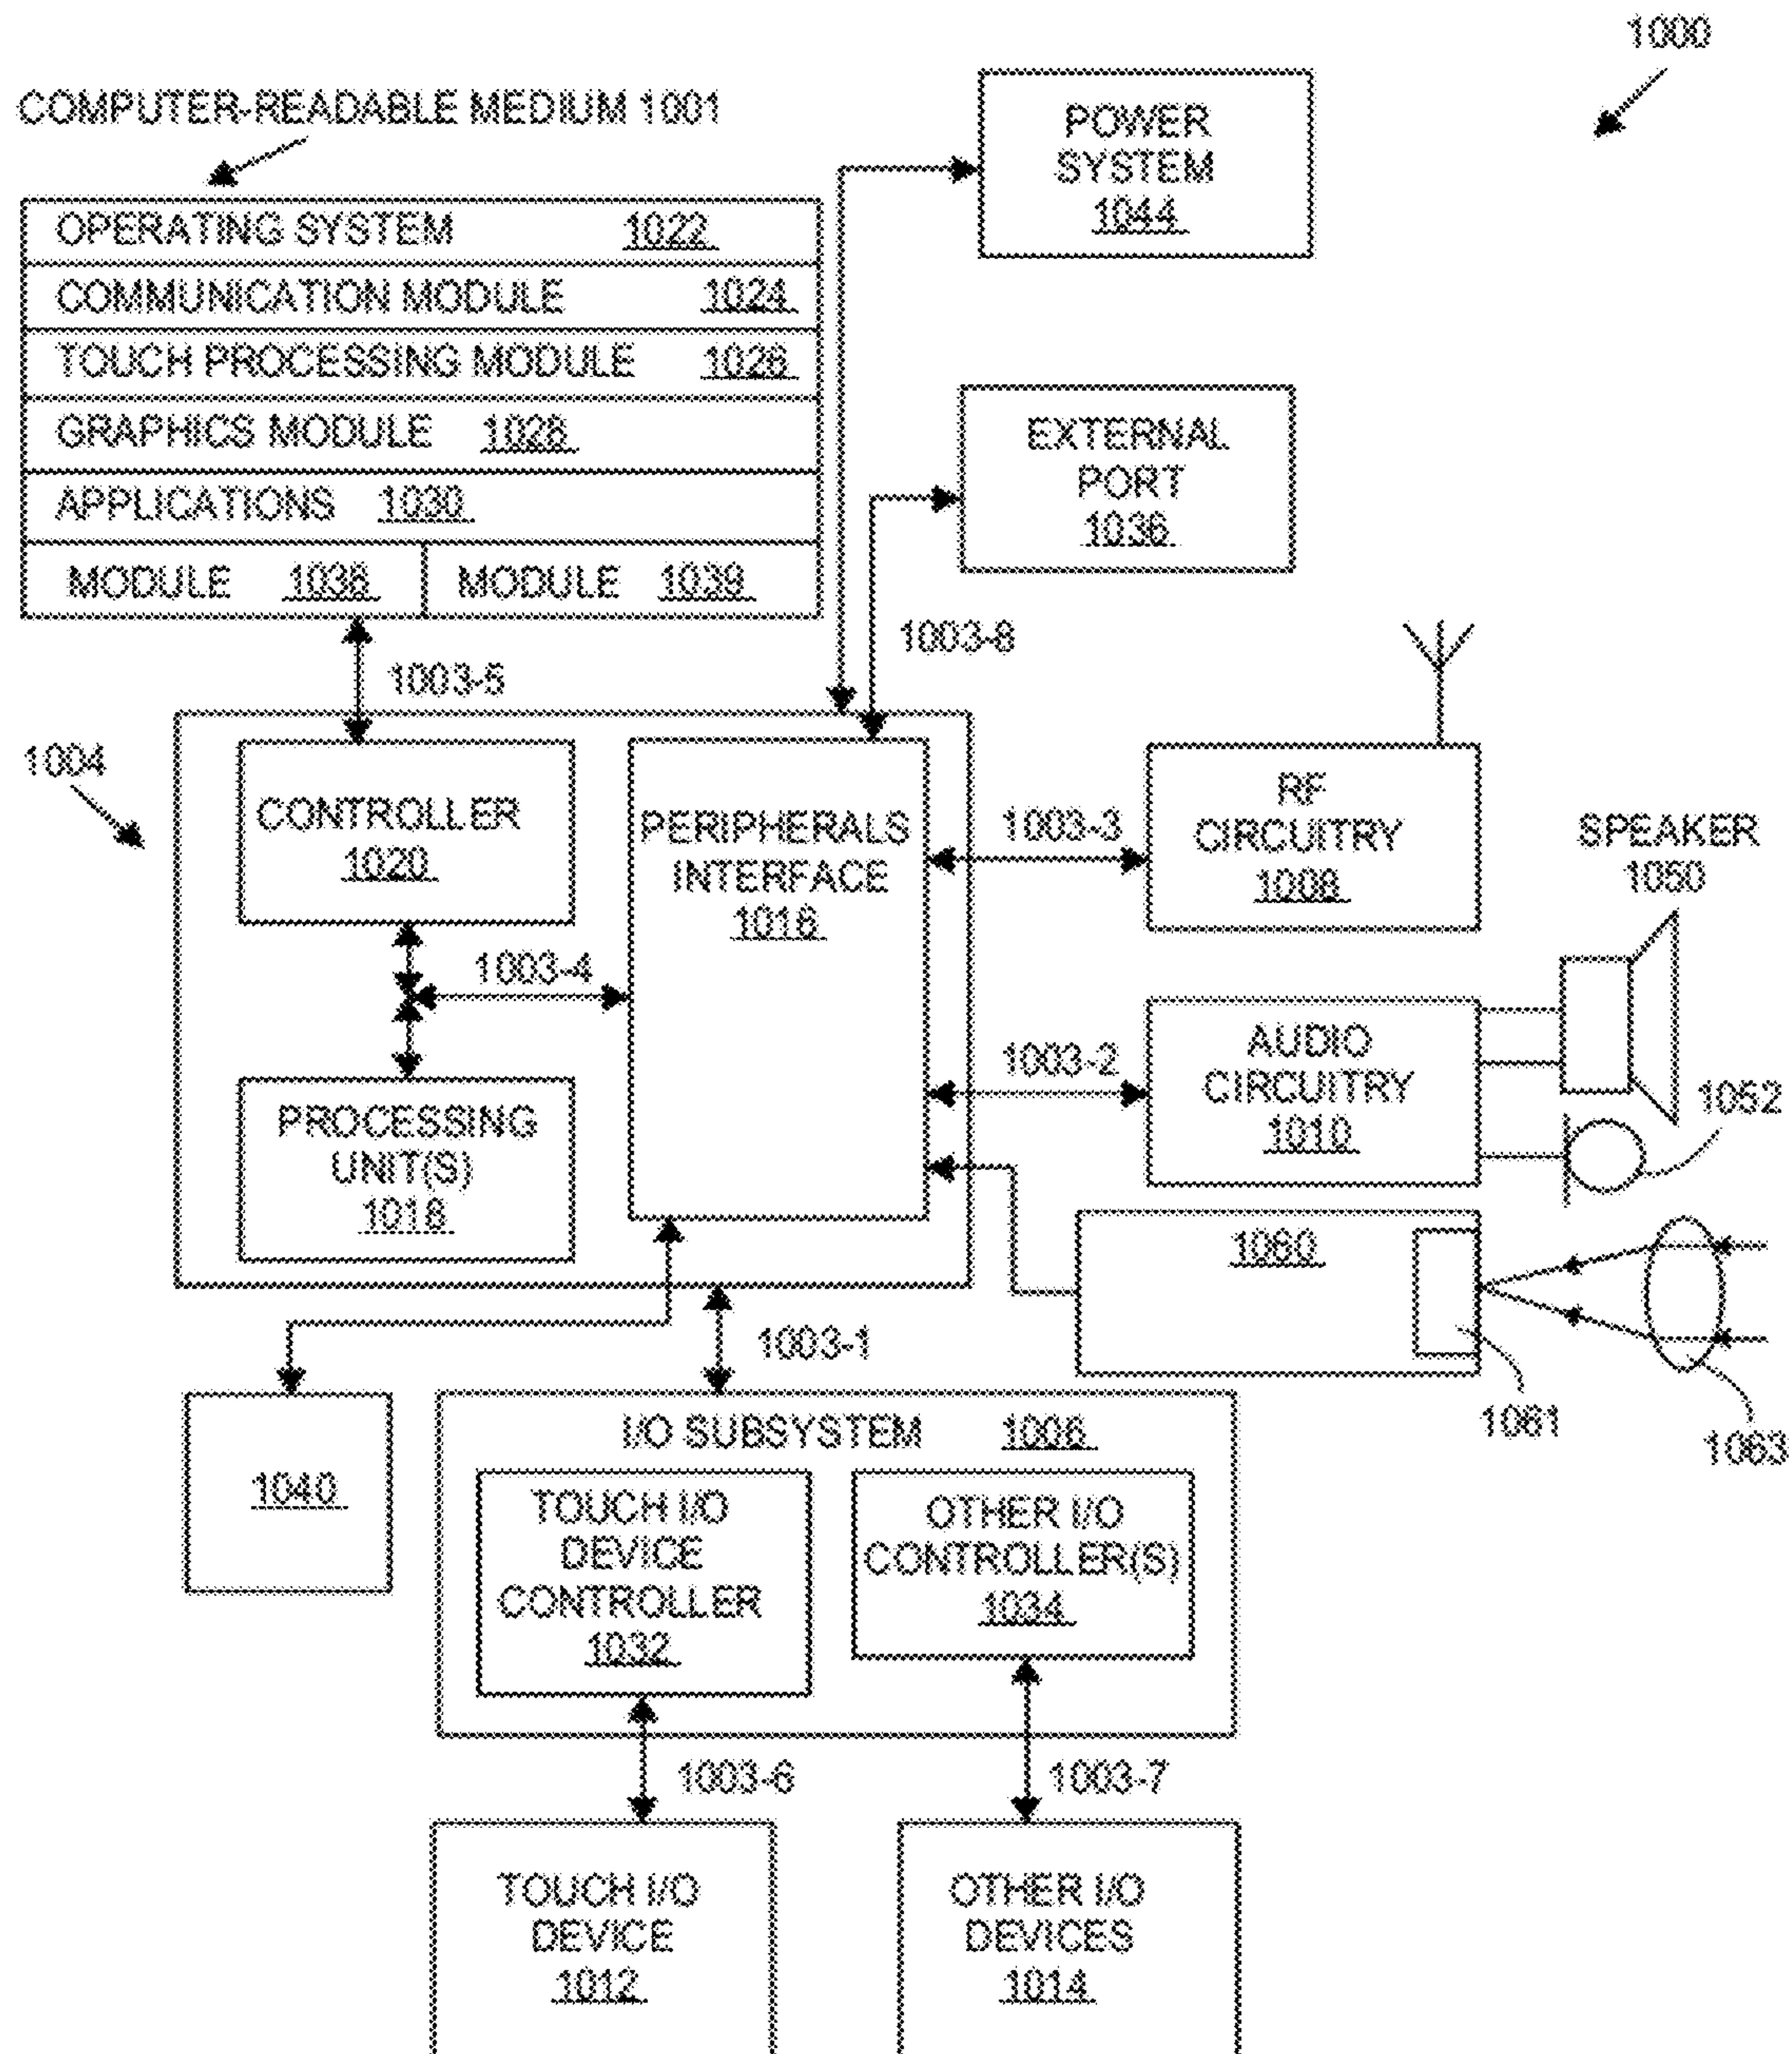 1000
COMPUTER-READABLE MEDIUM 1001
POWER
SYSTEM
1044
OPERATING SYSTEM 1022
COMMUNICATION MODULE 1024
TOUCH PROCESSING MODULE 1026
GRAPHICS MODULE 1028
APPLICATIONS 1030
MODULE 1038 MODULE 1039
EXTERNAL
PORT
1036
1003-8
1003-5
1004
CONTROLLER
1020
PERIPHERALS
INTERFACE
1016
1003-3
RF
CIRCUITRY
1008
SPEAKER
1050
1003-4
PROCESSING
UNIT(S)
1018
1003-2
AUDIO
CIRCUITRY
1010
1052
1060
1061
1063
1003-1
1040
I/O SUBSYSTEM 1006
TOUCH I/O
DEVICE
CONTROLLER
1032
OTHER I/O
CONTROLLER(S)
1034
1003-6
1003-7
TOUCH I/O
DEVICE
1012
OTHER I/O
DEVICES
1014